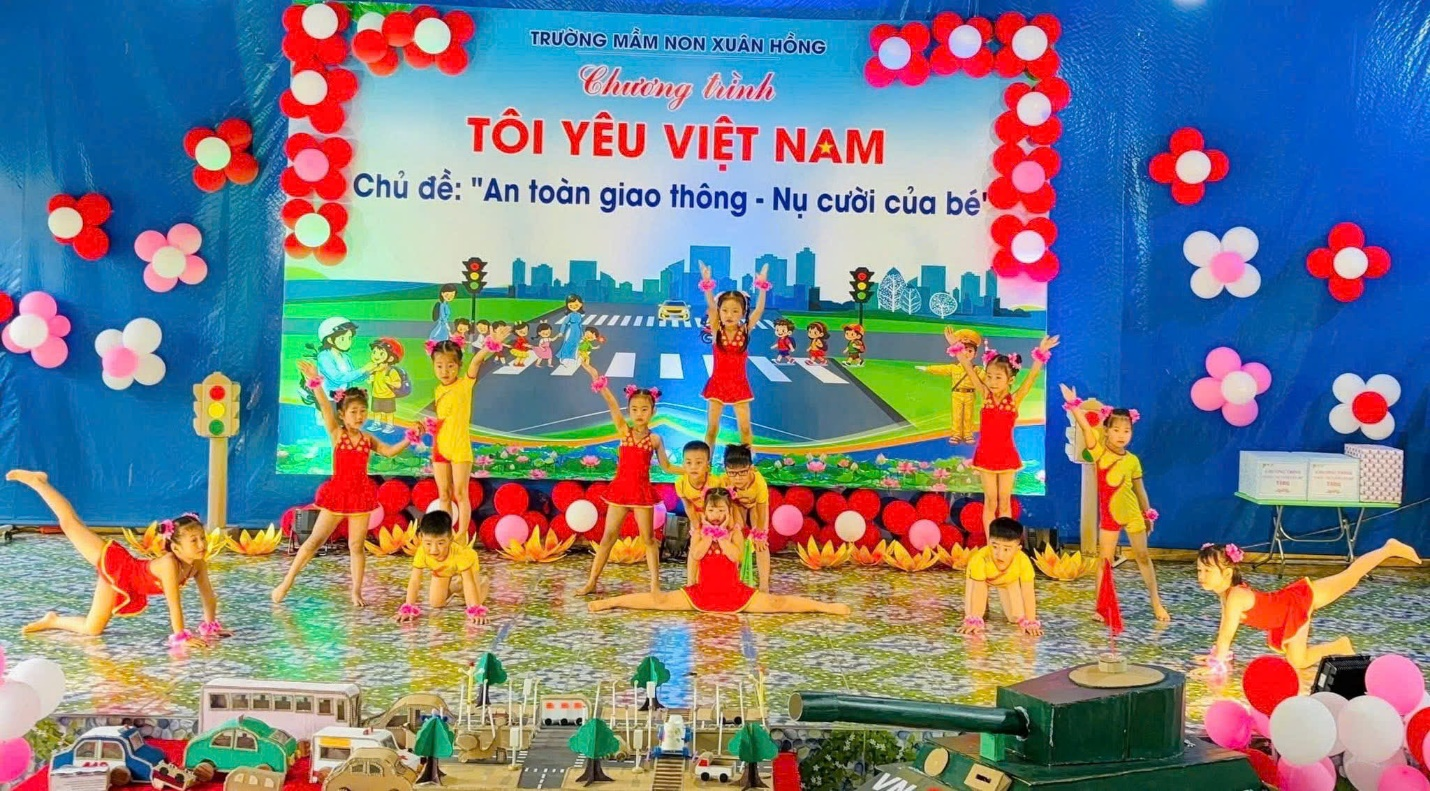 TRƯỜNG MẦM NON XUÂN HỒNG
Chương trình
TÔI YÊU VIỆT NAM
Chủ đề: "An toàn giao thông - Nụ cười của bé"
VN